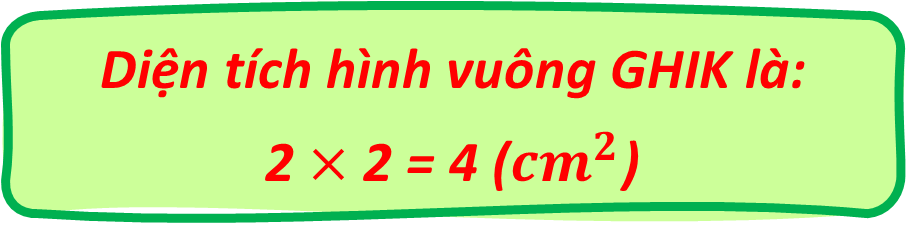 Diện tích hình vuông GHIK là:
2 × 2 = 4 (cm²)